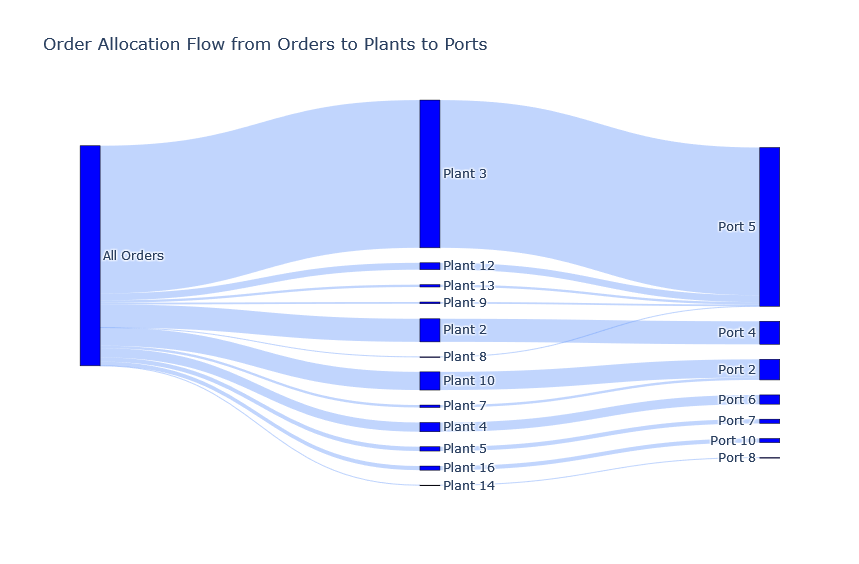 Order Allocation Flow from Orders to Plants to Ports
All Orders
Plant 3
Plant 12
Plant 13
Plant 9
Plant 2
Plant 8
Plant 10
Plant 7
Plant 4
Plant 5
Plant 16
Plant 14
Port 5
Port 4
Port 2
Port 6
Port 7
Port 10
Port 8